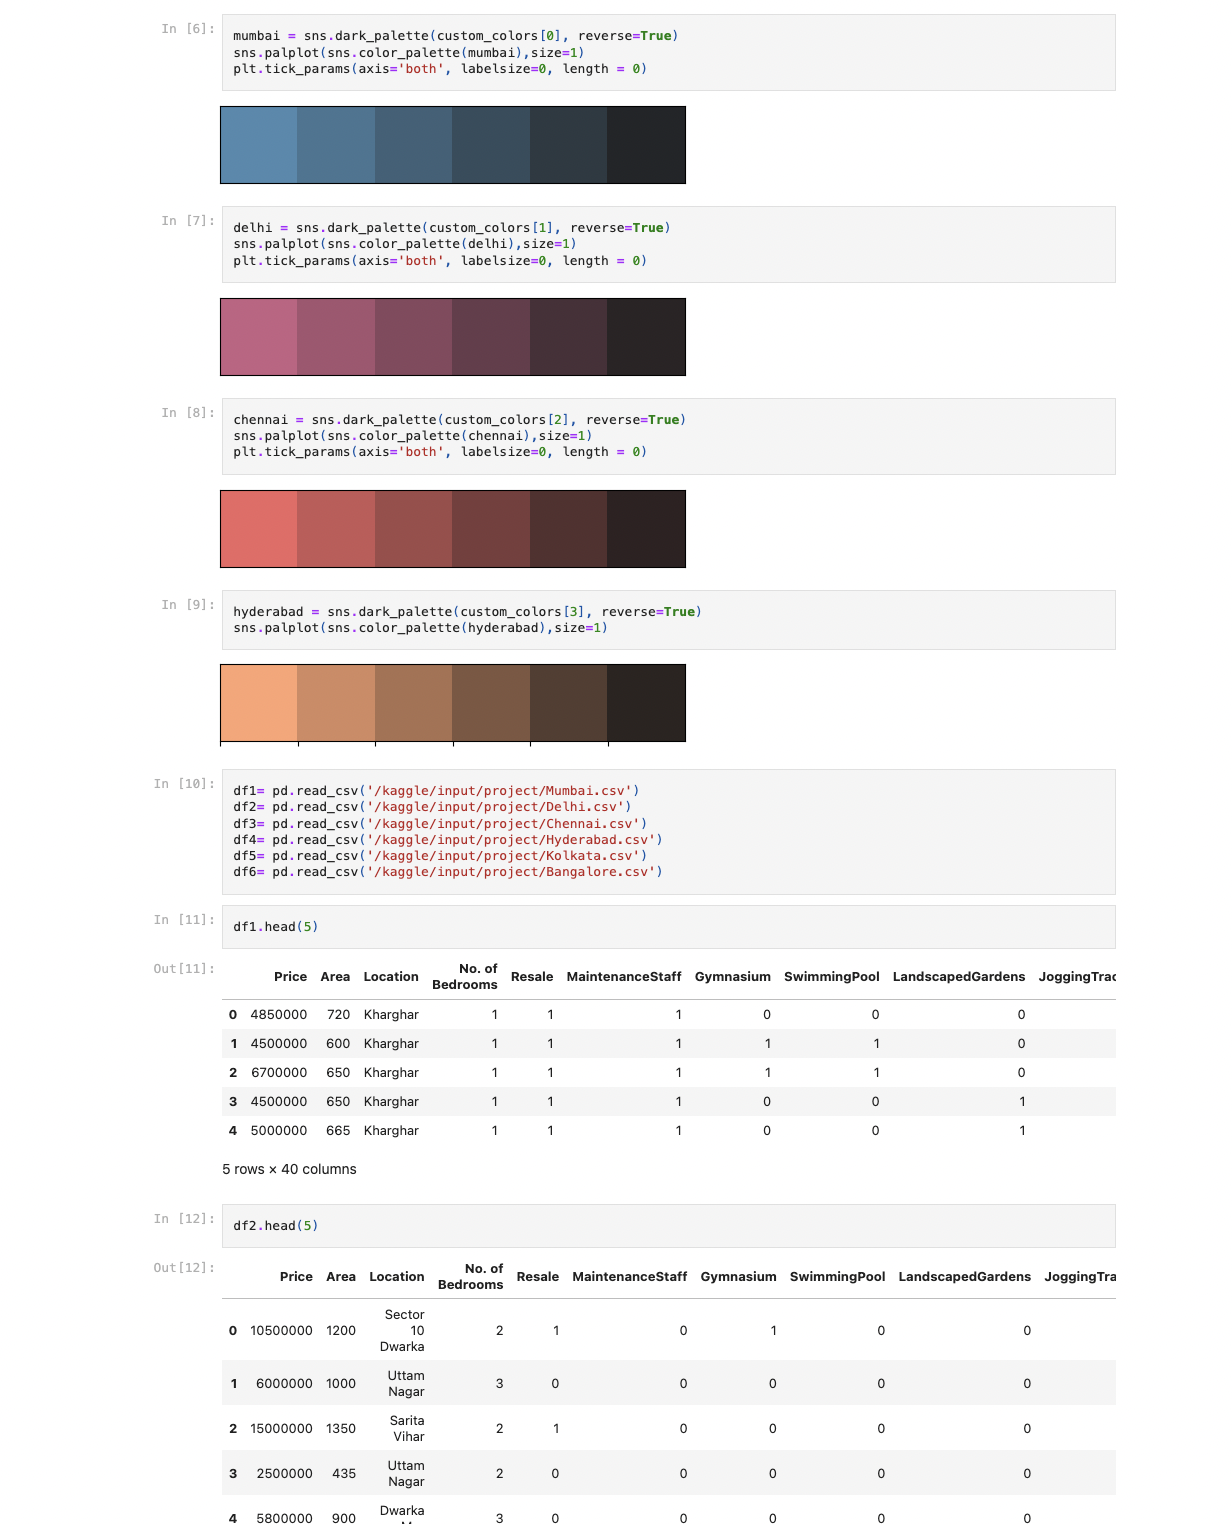 In [6]:
mumbai = sns.dark_palette(custom_colors[0], reverse=True)
sns.palplot(sns.color_palette(mumbai),size=1)
plt.tick_params(axis='both', labelsize=0, length = 0)
In [7]:
delhi = sns.dark_palette(custom_colors[1], reverse=True)
sns.palplot(sns.color_palette(delhi),size=1)
plt.tick_params(axis='both', labelsize=0, length = 0)
In [8]:
chennai = sns.dark_palette(custom_colors[2], reverse=True)
sns.palplot(sns.color_palette(chennai),size=1)
plt.tick_params(axis='both', labelsize=0, length = 0)
In [9]:
hyderabad = sns.dark_palette(custom_colors[3], reverse=True)
sns.palplot(sns.color_palette(hyderabad),size=1)
In [10]:
df1= pd.read_csv('/kaggle/input/project/Mumbai.csv')
df2= pd.read_csv('/kaggle/input/project/Delhi.csv')
df3= pd.read_csv('/kaggle/input/project/Chennai.csv')
df4= pd.read_csv('/kaggle/input/project/Hyderabad.csv')
df5= pd.read_csv('/kaggle/input/project/Kolkata.csv')
df6= pd.read_csv('/kaggle/input/project/Bangalore.csv')
In [11]:
df1.head(5)
Out[11]:
Price Area Location No. of Bedrooms Resale MaintenanceStaff Gymnasium SwimmingPool LandscapedGardens JoggingTrac
0 4850000 720 Kharghar 1 1 1 0 0 0
1 4500000 600 Kharghar 1 1 1 1 1 0
2 6700000 650 Kharghar 1 1 1 1 1 0
3 4500000 650 Kharghar 1 1 1 0 0 1
4 5000000 665 Kharghar 1 1 1 0 0 1
5 rows × 40 columns
In [12]:
df2.head(5)
Out[12]:
Price Area Location No. of Bedrooms Resale MaintenanceStaff Gymnasium SwimmingPool LandscapedGardens JoggingTra
0 10500000 1200 Sector 10 Dwarka 2 1 0 1 0 0
1 6000000 1000 Uttam Nagar 3 0 0 0 0 0
2 15000000 1350 Sarita Vihar 2 1 0 0 0 0
3 2500000 435 Uttam Nagar 2 0 0 0 0 0
4 5800000 900 Dwarka 3 0 0 0 0 0